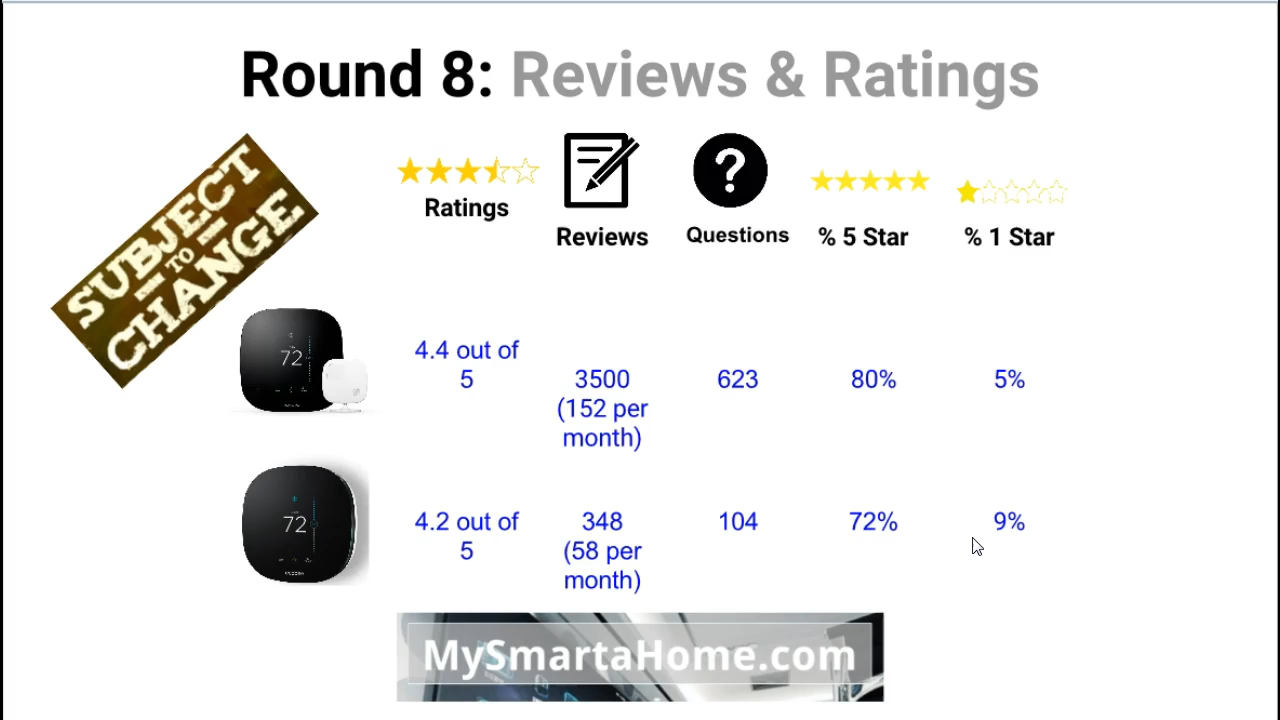 Round 8: Reviews & Ratings
SUBJECT
TO
CHANGE
Ratings
Reviews
Questions
% 5 Star
% 1 Star
72
4.4 out of
5
3500
(152 per
month)
623
80%
5%
72
4.2 out of
5
348
(58 per
month)
104
72%
9%
MySmartaHome.com